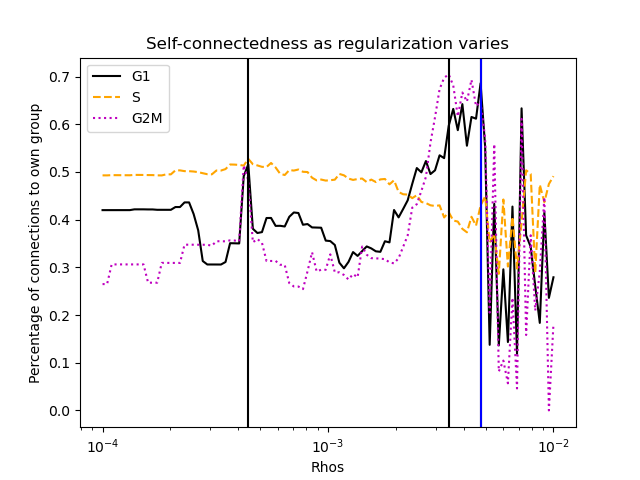 Self-connectedness as regularization varies
G1
S
G2M
Percentage of connections to own group
0.7
0.6
0.5
0.4
0.3
0.2
0.1
0.0
10⁻⁴
10⁻³
10⁻²
Rhos